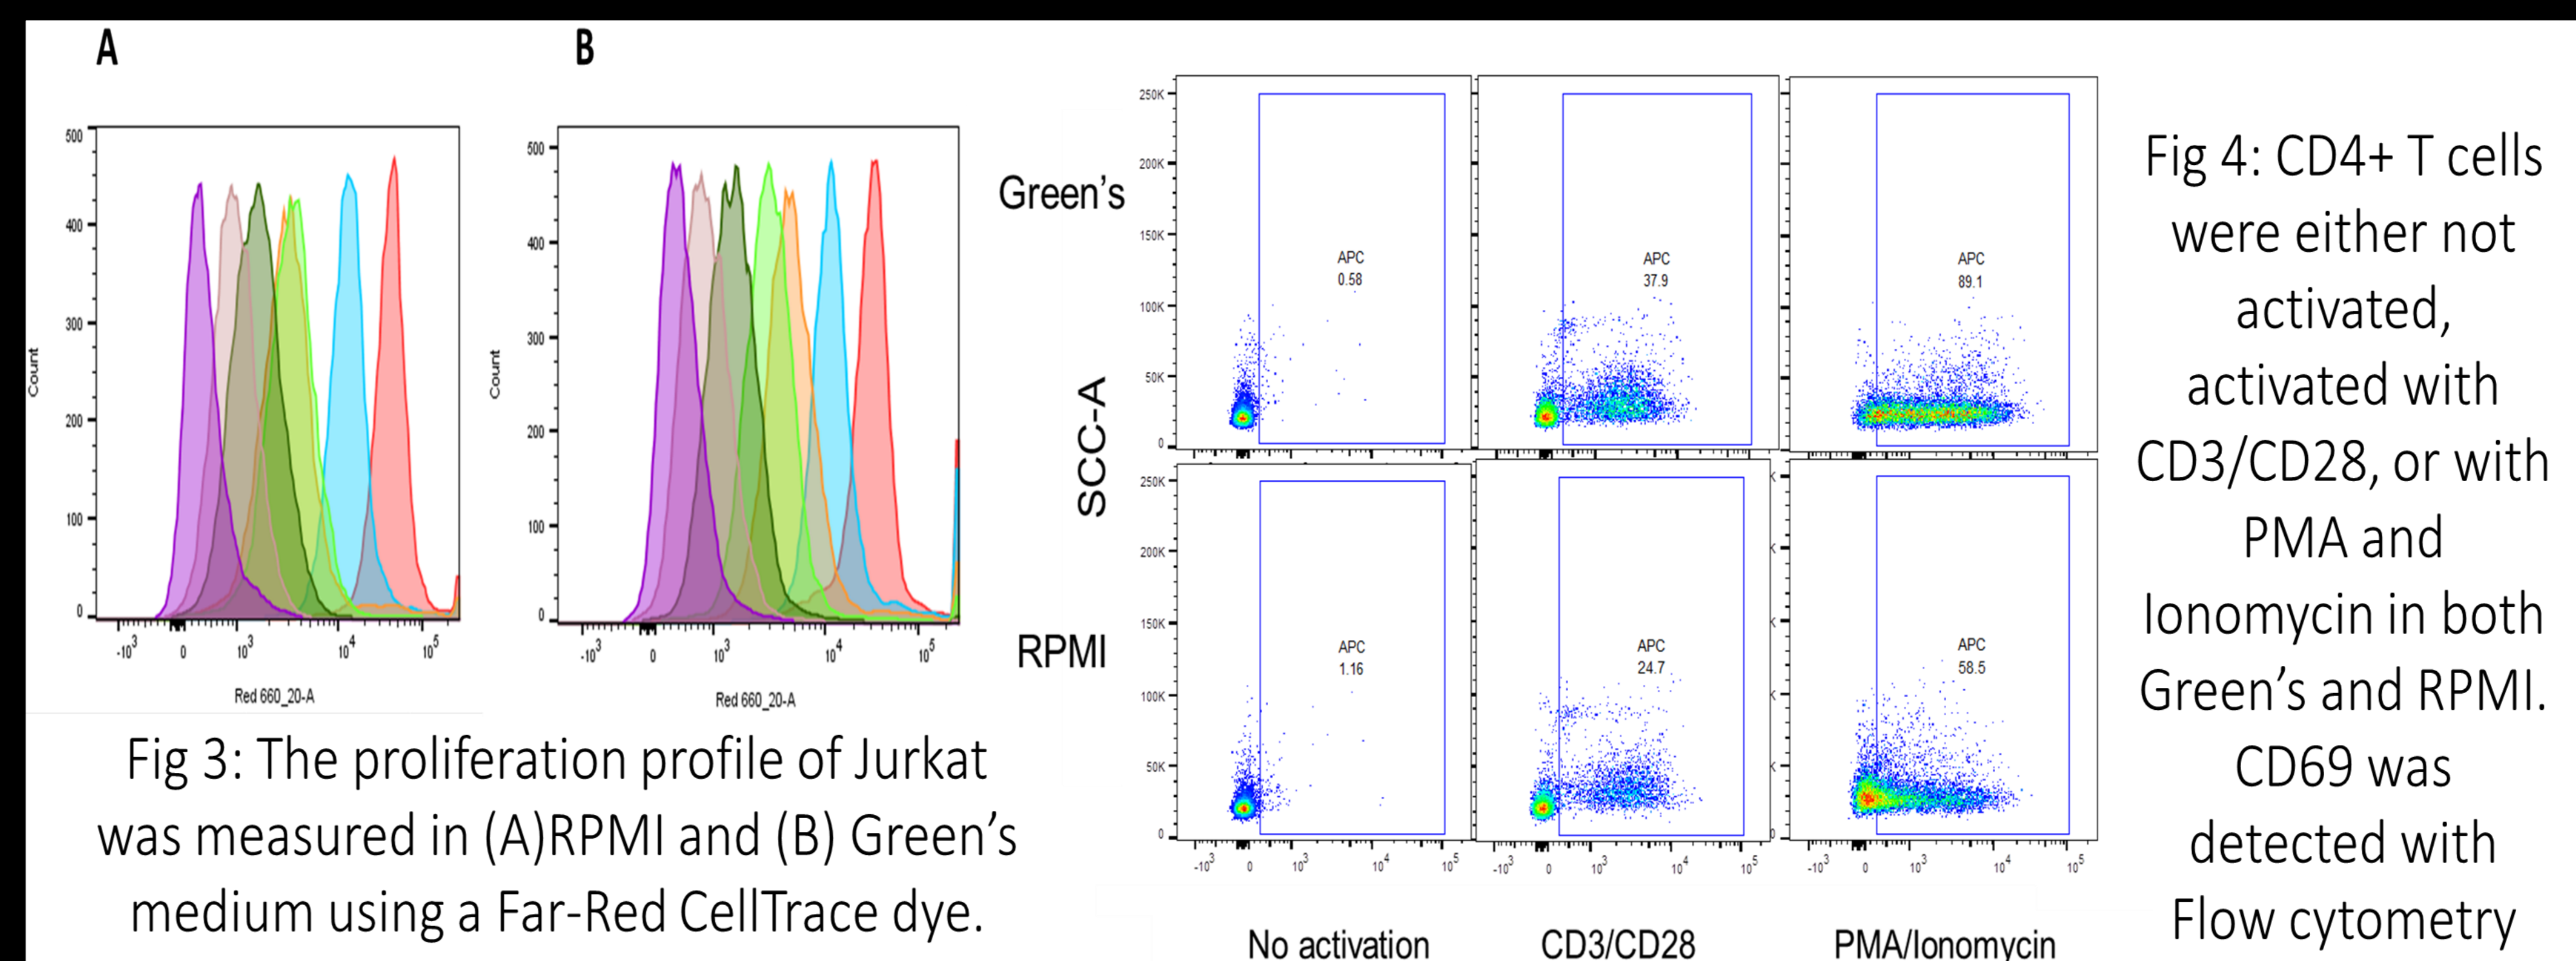 A
B
500
400
300
200
100
0
Count
-10³
0
10³
10⁴
10⁵
Red 660_20-A
500
400
300
200
100
0
Count
-10³
0
10³
10⁴
10⁵
Red 660_20-A
Fig 3: The proliferation profile of Jurkat
was measured in (A)RPMI and (B) Green's
medium using a Far-Red CellTrace dye.
Green's
RPMI
SCC-A
250K
200K
150K
100K
50K
0
APC
0.58
APC
37.9
APC
89.1
250K
200K
150K
100K
50K
0
APC
1.16
APC
24.7
APC
58.5
K
K
K
K
K
0
-10³
0
10³
10⁴
10⁵
-10³
0
10³
10⁴
10⁵
-10³
0
10³
10⁴
10⁵
No activation
CD3/CD28
PMA/Ionomycin
Fig 4: CD4+ T cells
were either not
activated,
activated with
CD3/CD28, or with
PMA and
Ionomycin in both
Green's and RPMI.
CD69 was
detected with
Flow cytometry